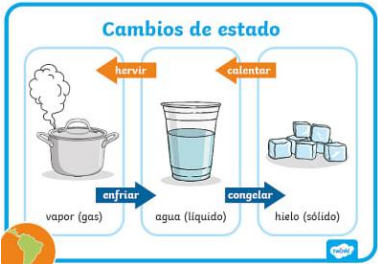 Cambios de estado
hervir
calentar
enfriar
congelar
vapor (gas)
agua (líquido)
hielo (sólido)
twinkl